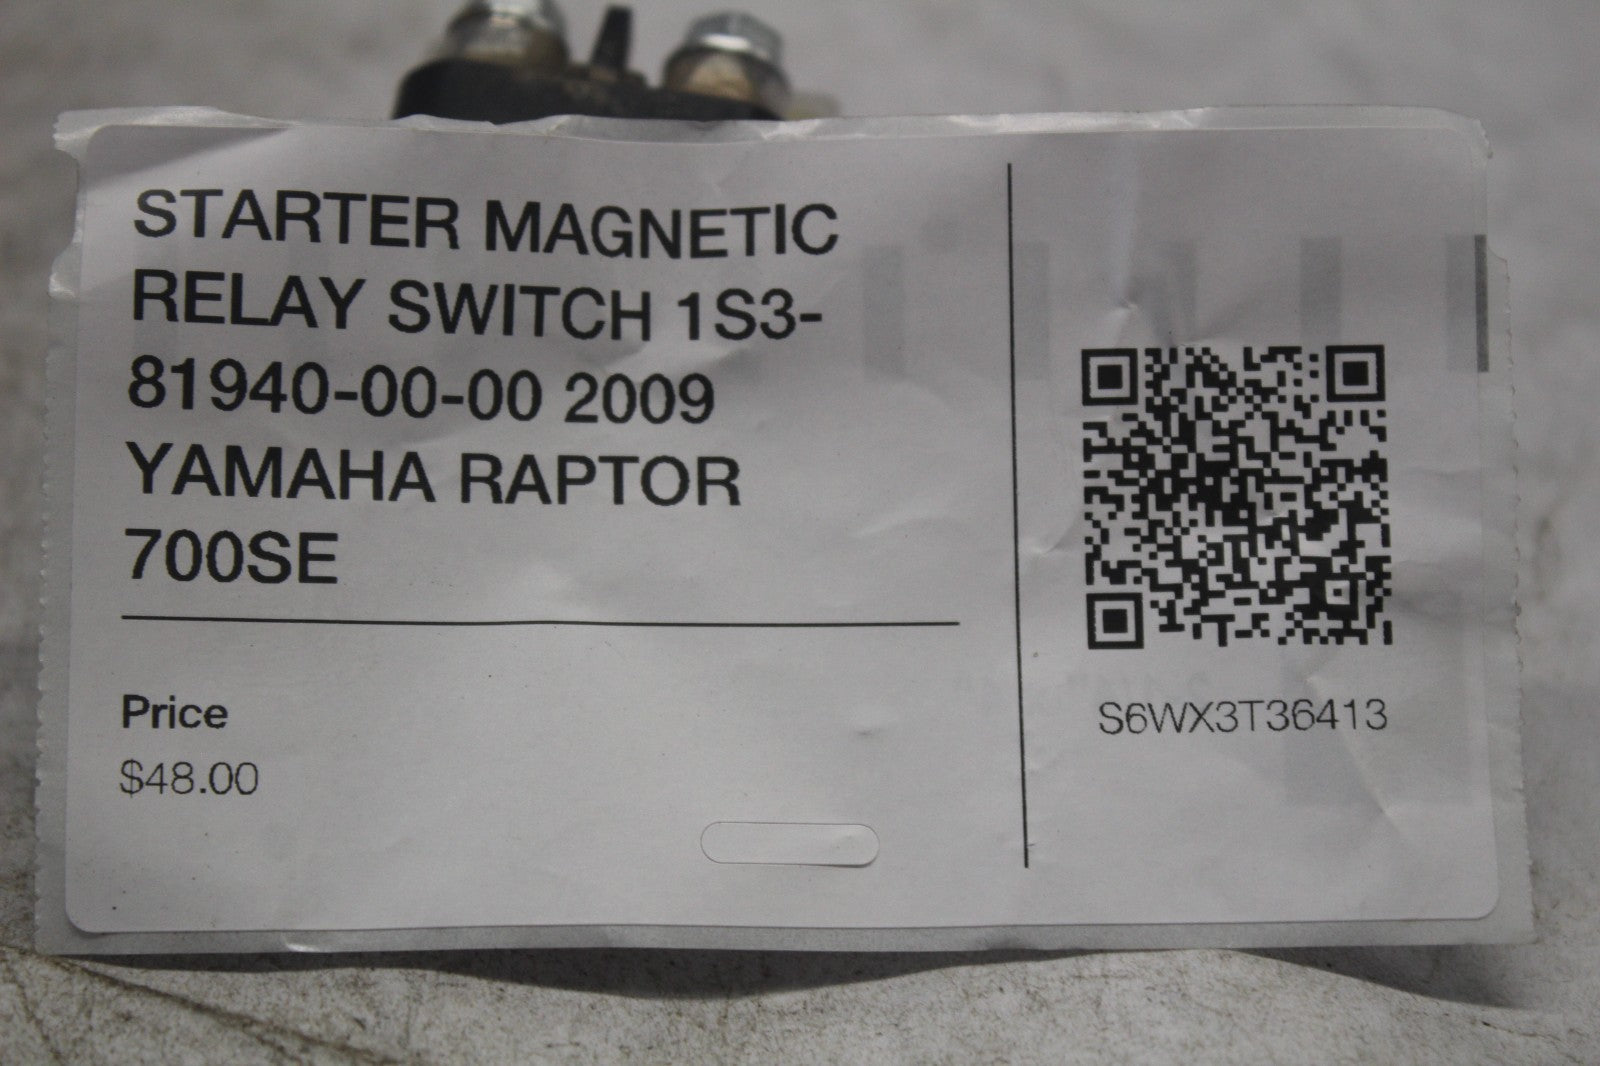 STARTER MAGNETIC
RELAY SWITCH 1S3-
81940-00-00 2009
YAMAHA RAPTOR
700SE
Price
$48.00
S6WX3T36413